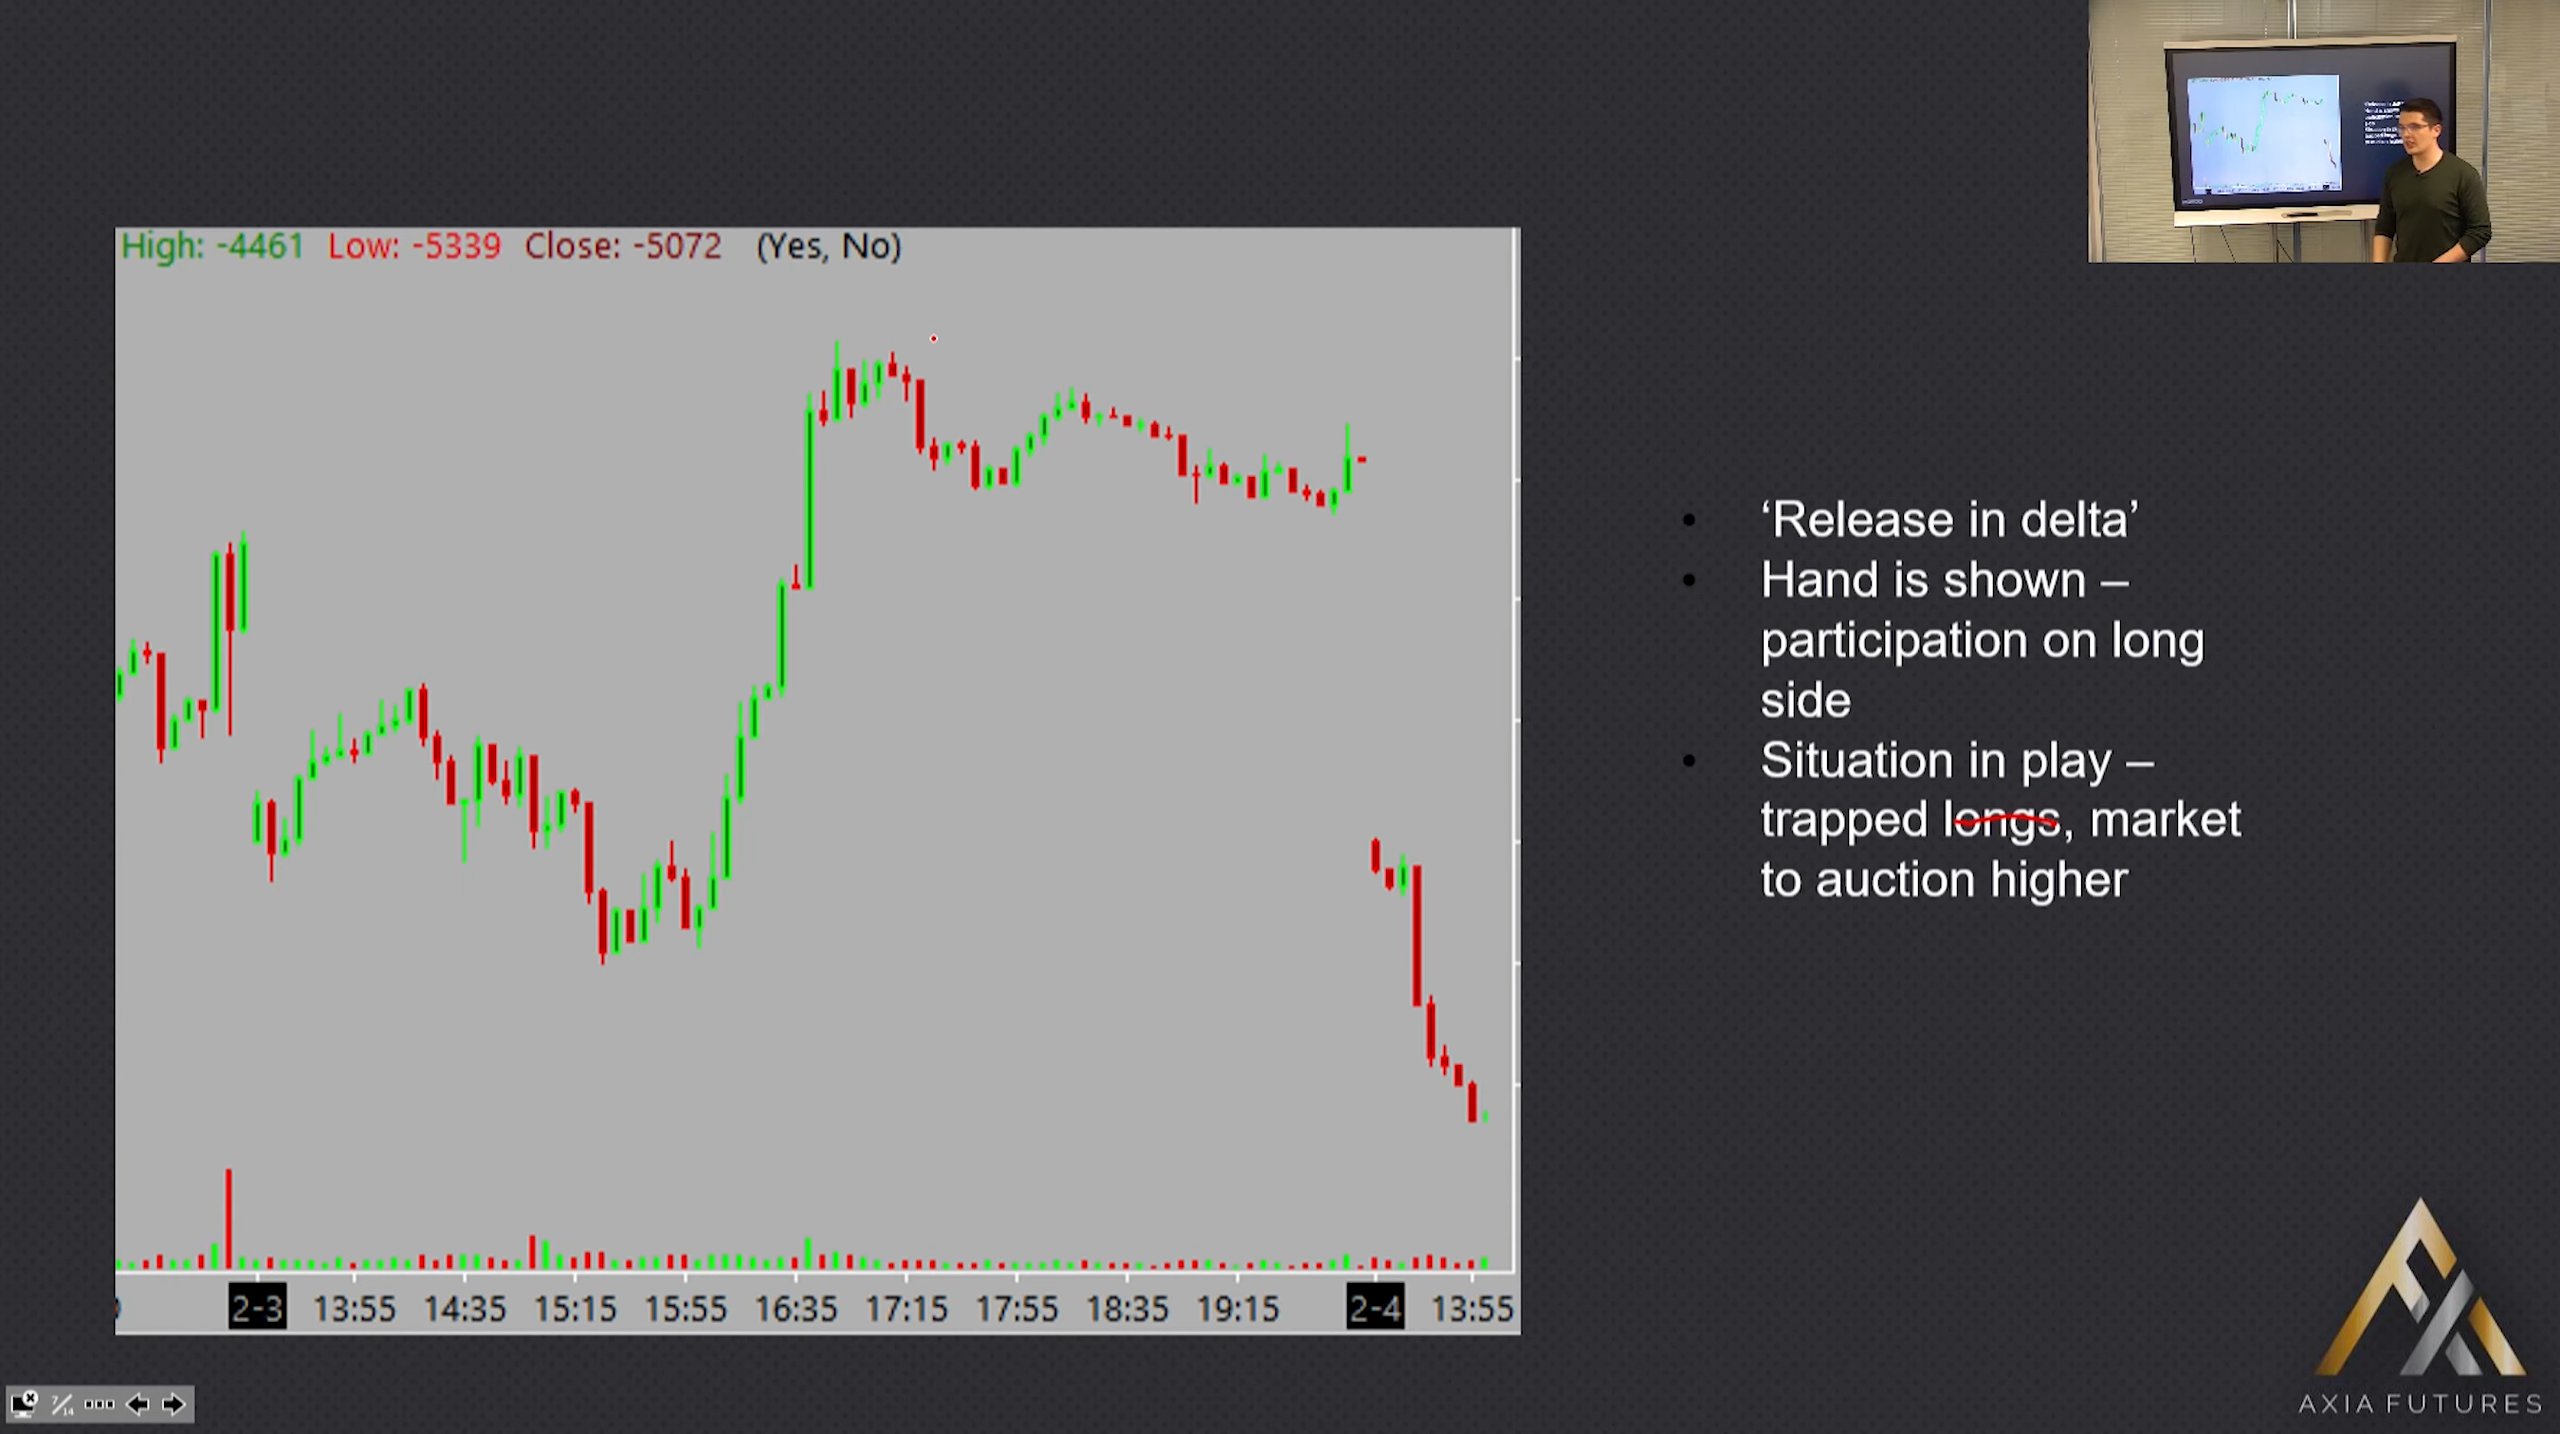 High: -4461 Low: -5339 Close: -5072 (Yes, No)
‘Release in delta’
Hand is shown –
participation on long
side
Situation in play –
trapped longs, market
to auction higher
2-3 13:55 14:35 15:15 15:55 16:35 17:15 17:55 18:35 19:15 2-4 13:55
7/14
AXIA FUTURES